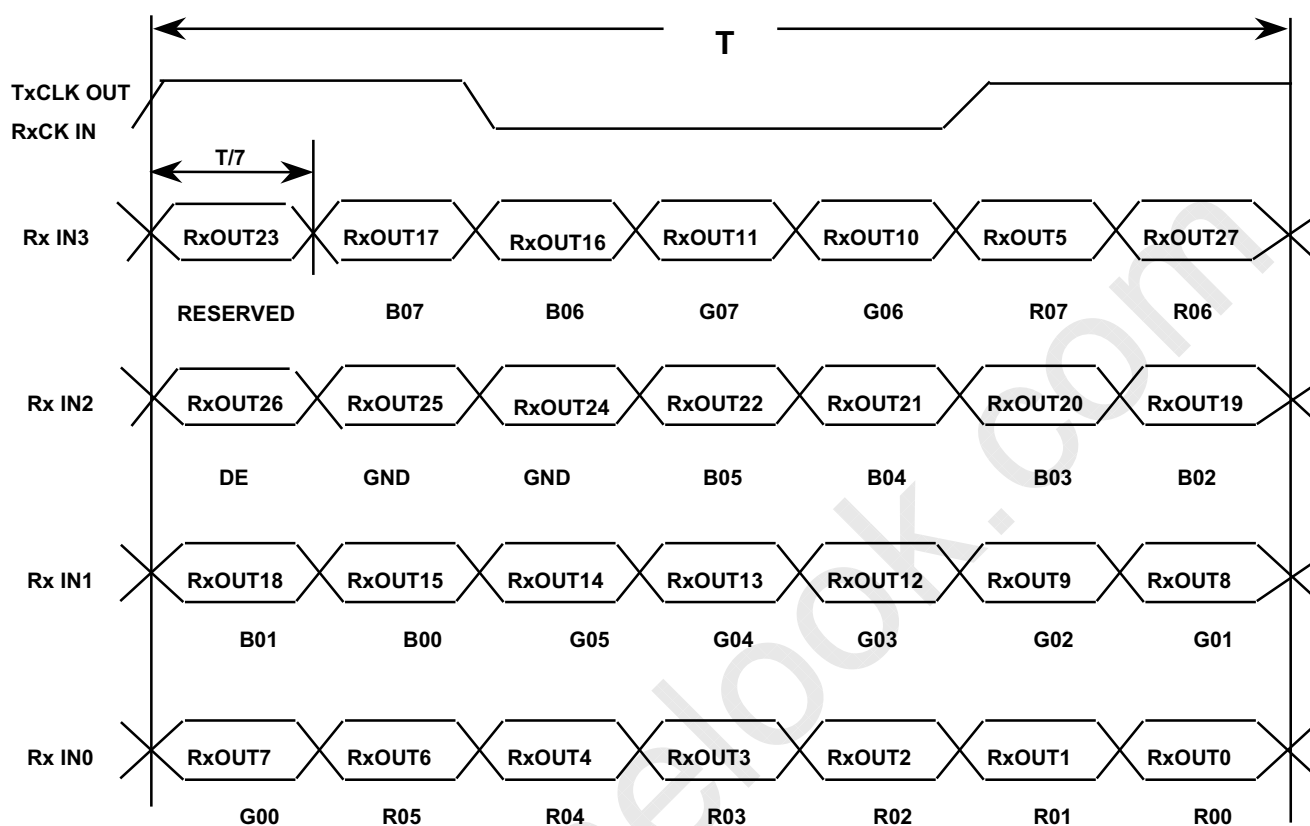 T
TxCLK OUT
RxCK IN
T/7
Rx IN3 RxOUT23 RxOUT17 RxOUT16 RxOUT11 RxOUT10 RxOUT5 RxOUT27
RESERVED B07 B06 G07 G06 R07 R06
Rx IN2 RxOUT26 RxOUT25 RxOUT24 RxOUT22 RxOUT21 RxOUT20 RxOUT19
DE GND GND B05 B04 B03 B02
Rx IN1 RxOUT18 RxOUT15 RxOUT14 RxOUT13 RxOUT12 RxOUT9 RxOUT8
B01 B00 G05 G04 G03 G02 G01
Rx IN0 RxOUT7 RxOUT6 RxOUT4 RxOUT3 RxOUT2 RxOUT1 RxOUT0
G00 R05 R04 R03 R02 R01 R00
elook.com